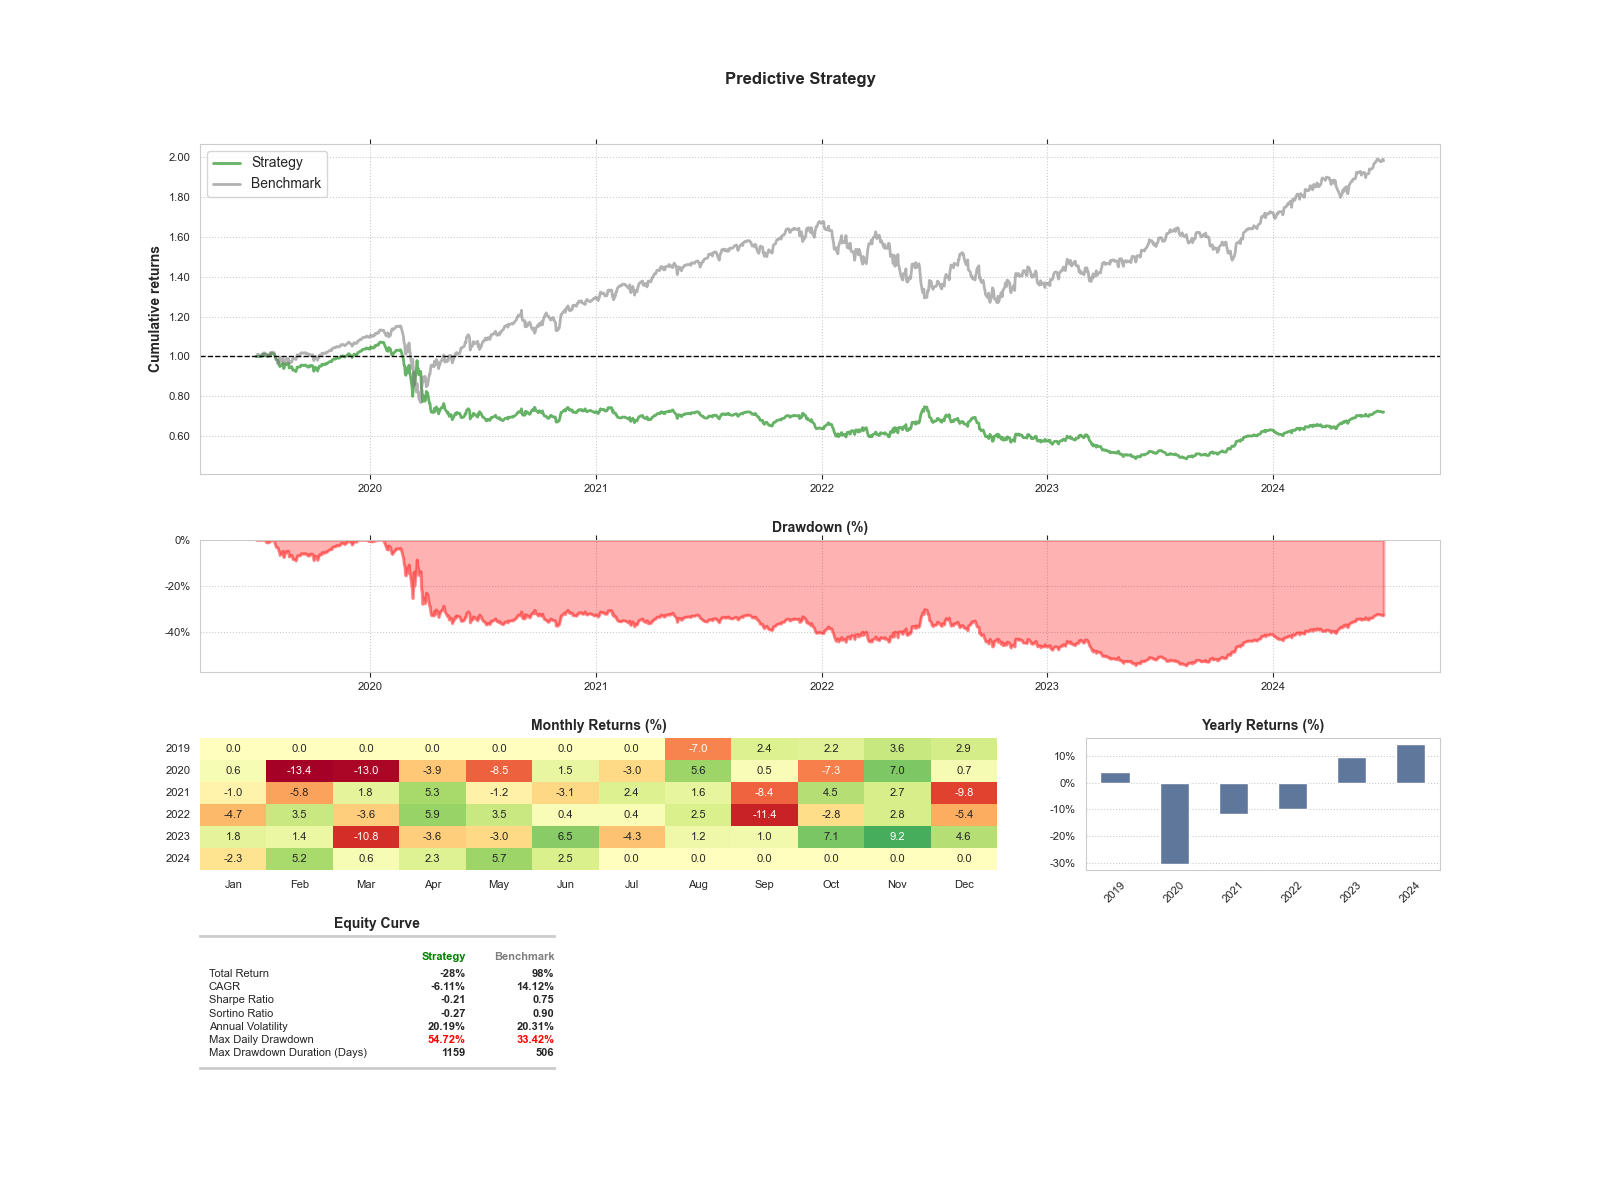 Predictive Strategy
Strategy
Benchmark
Cumulative returns
2.00
1.80
1.60
1.40
1.20
1.00
0.80
0.60
2020 2021 2022 2023 2024
Drawdown (%)
0%
-20%
-40%
2020 2021 2022 2023 2024
Monthly Returns (%)
2019 0.0 0.0 0.0 0.0 0.0 0.0 0.0 -7.0 2.4 2.2 3.6 2.9
2020 0.6 -13.4 -13.0 -3.9 -8.5 1.5 -3.0 5.6 0.5 -7.3 7.0 0.7
2021 -1.0 -5.8 1.8 5.3 -1.2 -3.1 2.4 1.6 -8.4 4.5 2.7 -9.8
2022 -4.7 3.5 -3.6 5.9 3.5 0.4 0.4 2.5 -11.4 -2.8 2.8 -5.4
2023 1.8 1.4 -10.8 -3.6 -3.0 6.5 -4.3 1.2 1.0 7.1 9.2 4.6
2024 -2.3 5.2 0.6 2.3 5.7 2.5 0.0 0.0 0.0 0.0 0.0 0.0
Jan Feb Mar Apr May Jun Jul Aug Sep Oct Nov Dec
Yearly Returns (%)
10%
0%
-10%
-20%
-30%
2019 2020 2021 2022 2023 2024
Equity Curve
Strategy Benchmark
Total Return -28% 98%
CAGR -6.11% 14.12%
Sharpe Ratio -0.21 0.75
Sortino Ratio -0.27 0.90
Annual Volatility 20.19% 20.31%
Max Daily Drawdown 54.72% 33.42%
Max Drawdown Duration (Days) 1159 506